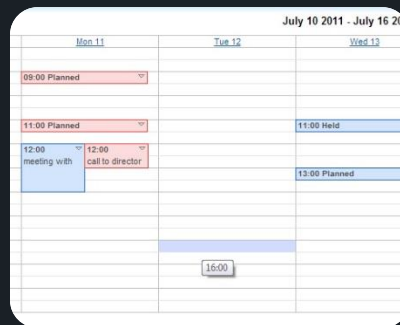 July 10 2011 - July 16 20
Mon 11
Tue 12
Wed 13
09:00 Planned
11:00 Planned
11:00 Held
12:00
meeting with
12:00
call to director
13:00 Planned
16:00